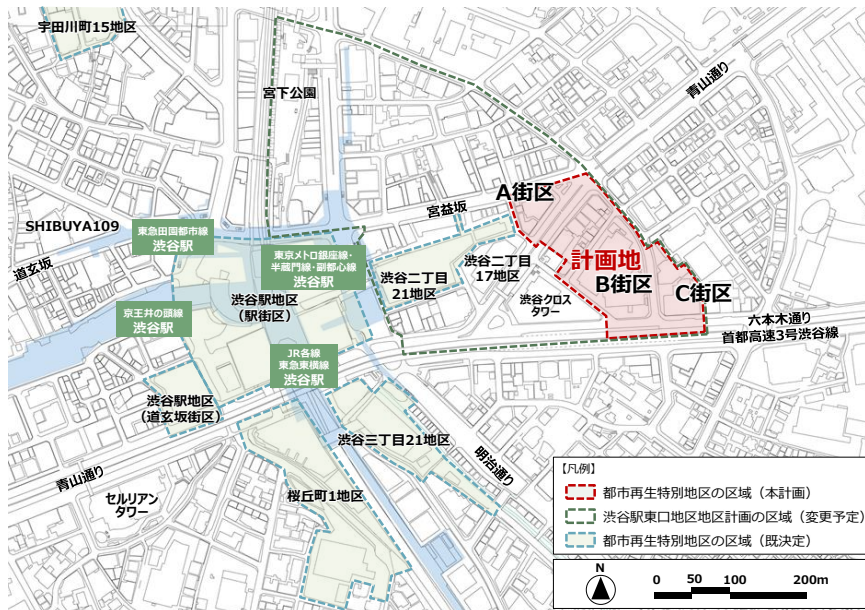 宇田川町15地区
宮下公園
青山通り
A街区
宮益坂
SHIBUYA109
東急田園都市線
渋谷駅
道玄坂
東京メトロ銀座線・
半蔵門線・副都心線
渋谷駅
渋谷二丁目
21地区
渋谷二丁目
17地区
計画地
B街区
C街区
渋谷駅地区
(駅街区)
渋谷クロス
タワー
京王井の頭線
渋谷駅
六本木通り
首都高速3号渋谷線
JR各線
東急東横線
渋谷駅
渋谷駅地区
(道玄坂街区)
渋谷三丁目21地区
明治通り
青山通り
セルリアン
タワー
桜丘町1地区
【凡例】
都市再生特別地区の区域(本計画)
渋谷駅東口地区地区計画の区域(変更予定)
都市再生特別地区の区域(既決定)
N
0 50 100 200m